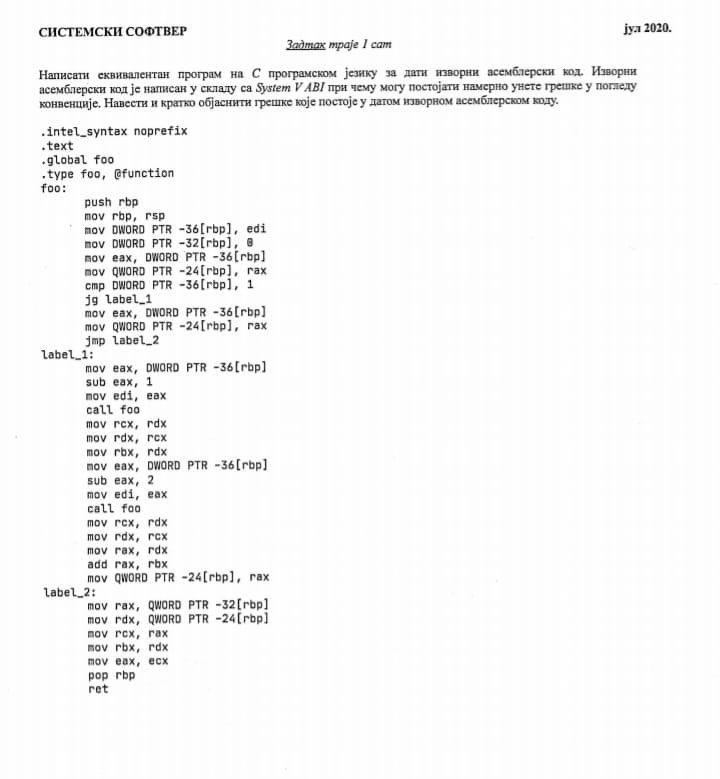 СИСТЕМСКИ СОФТВЕР
јул 2020.
Задтак траје 1 сат
Написати еквивалентан програм на C програмском језику за дати изворни асемблерски код. Изворни
асемблерски код је написан у складу са System V ABI при чему могу постојати намерно унете грешке у погледу
конвенције. Навести и кратко објаснити грешке које постоје у датом изворном асемблерском коду.
.intel_syntax noprefix
.text
.global foo
.type foo, @function
foo:
push rbp
mov rbp, rsp
mov DWORD PTR -36[rbp], edi
mov DWORD PTR -32[rbp], 0
mov eax, DWORD PTR -36[rbp]
mov QWORD PTR -24[rbp], rax
cmp DWORD PTR -36[rbp], 1
jg label_1
mov eax, DWORD PTR -36[rbp]
mov QWORD PTR -24[rbp], rax
jmp label_2
label_1:
mov eax, DWORD PTR -36[rbp]
sub eax, 1
mov edi, eax
call foo
mov rcx, rdx
mov rdx, rcx
mov rbx, rdx
mov eax, DWORD PTR -36[rbp]
sub eax, 2
mov edi, eax
call foo
mov rcx, rdx
mov rdx, rcx
mov rax, rdx
add rax, rbx
mov QWORD PTR -24[rbp], rax
label_2:
mov rax, QWORD PTR -32[rbp]
mov rdx, QWORD PTR -24[rbp]
mov rcx, rax
mov rbx, rdx
mov eax, ecx
pop rbp
ret